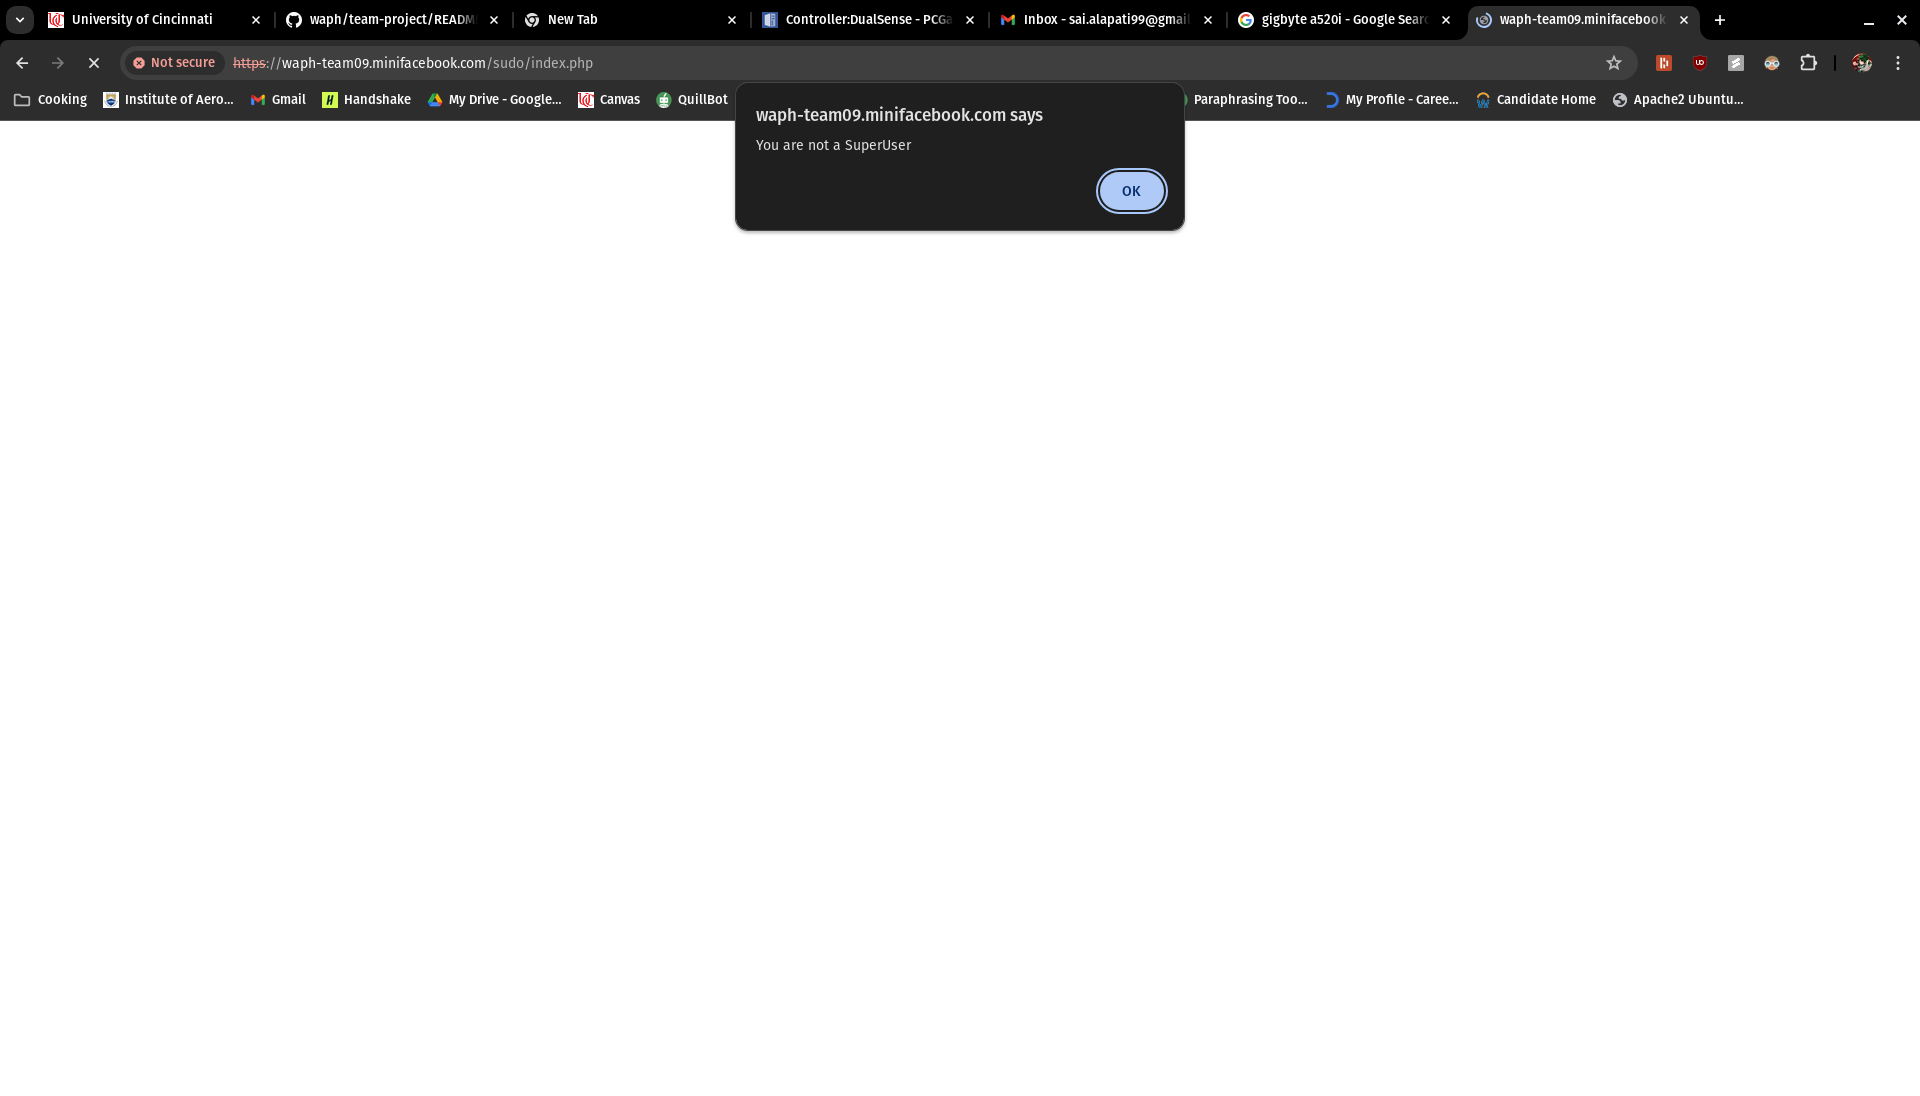 University of Cincinnati
waph/team-project/READM
New Tab
Controller:DualSense - PCGa
Inbox - sai.alapati99@gmail
gigbyte a520i - Google Searc
waph-team09.minifacebook
Not secure
https://waph-team09.minifacebook.com/sudo/index.php
Cooking
Institute of Aero...
Gmail
Handshake
My Drive - Google...
Canvas
QuillBot
Paraphrasing Too...
My Profile - Caree...
Candidate Home
Apache2 Ubuntu...
waph-team09.minifacebook.com says
You are not a SuperUser
OK